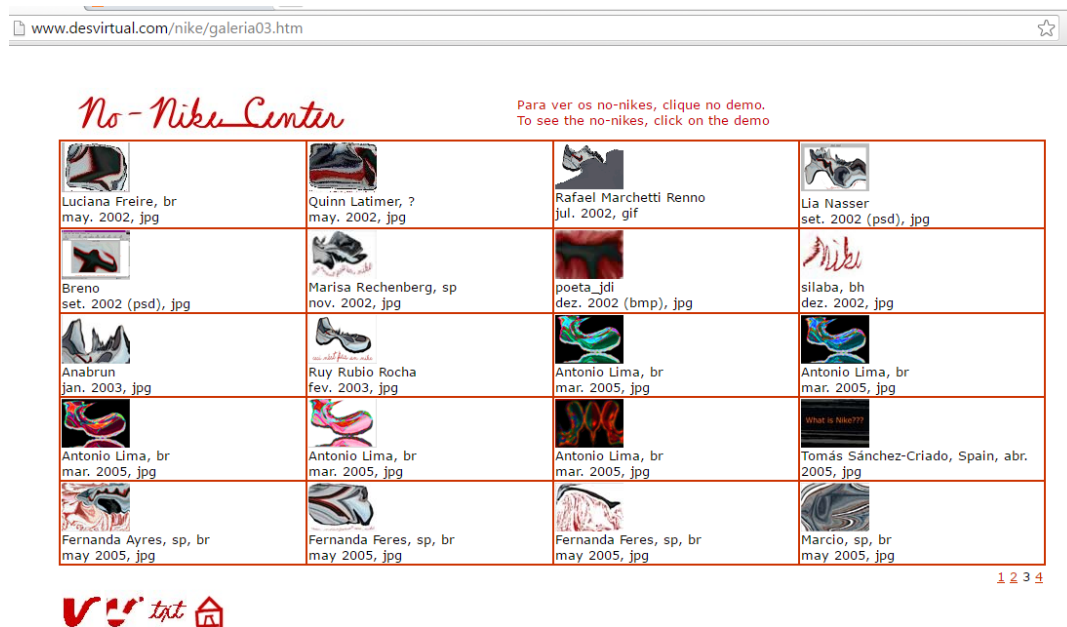 www.desvirtual.com/nike/galeria03.htm
No-Nike Center
Para ver os no-nikes, clique no demo.
To see the no-nikes, click on the demo
Luciana Freire, br
may. 2002, jpg
Quinn Latimer, ?
may. 2002, jpg
Rafael Marchetti Renno
jul. 2002, gif
Lia Nasser
set. 2002 (psd), jpg
Breno
set. 2002 (psd), jpg
Marisa Rechenberg, sp
nov. 2002, jpg
poeta_jdi
dez. 2002 (bmp), jpg
Nike
silaba, bh
dez. 2002, jpg
Anabrun
jan. 2003, jpg
Ruy Rubio Rocha
fev. 2003, jpg
Antonio Lima, br
mar. 2005, jpg
Antonio Lima, br
mar. 2005, jpg
Antonio Lima, br
mar. 2005, jpg
Antonio Lima, br
mar. 2005, jpg
Antonio Lima, br
mar. 2005, jpg
What is Nike???
Tomás Sánchez-Criado, Spain, abr.
2005, jpg
Fernanda Ayres, sp, br
may 2005, jpg
Fernanda Feres, sp, br
may 2005, jpg
Fernanda Feres, sp, br
may 2005, jpg
Marcio, sp, br
may 2005, jpg
1 2 3 4
txt